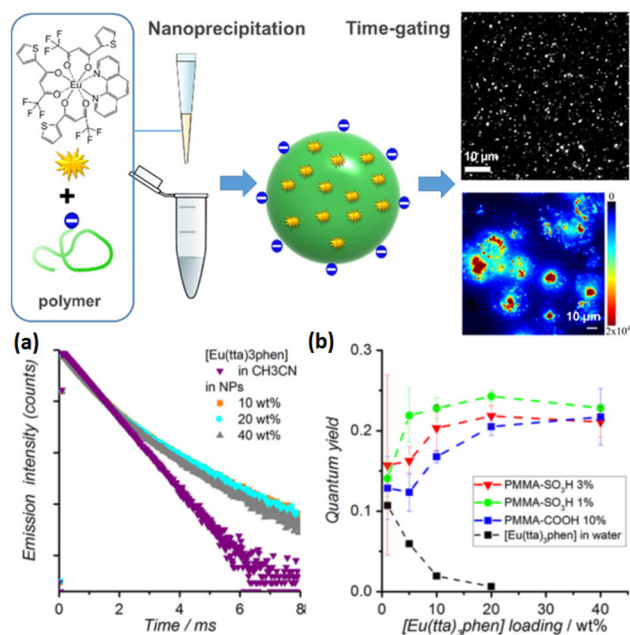 Nanoprecipitation
Time-gating
S
S
S
CF3
F
F
F
F
F
F
O
O
O
O
O
O
Eu
N
N
+
polymer
10 µm
0
2x10⁴
10 µm
(a)
[Eu(tta)3phen]
in CH3CN
in NPs
10 wt%
20 wt%
40 wt%
Emission intensity (counts)
0 2 4 6 8
Time / ms
(b)
0.3
0.2
0.1
0.0
Quantum yield
PMMA-SO₃H 3%
PMMA-SO₃H 1%
PMMA-COOH 10%
[Eu(tta)₃phen] in water
0 10 20 30 40
[Eu(tta)₃phen] loading / wt%